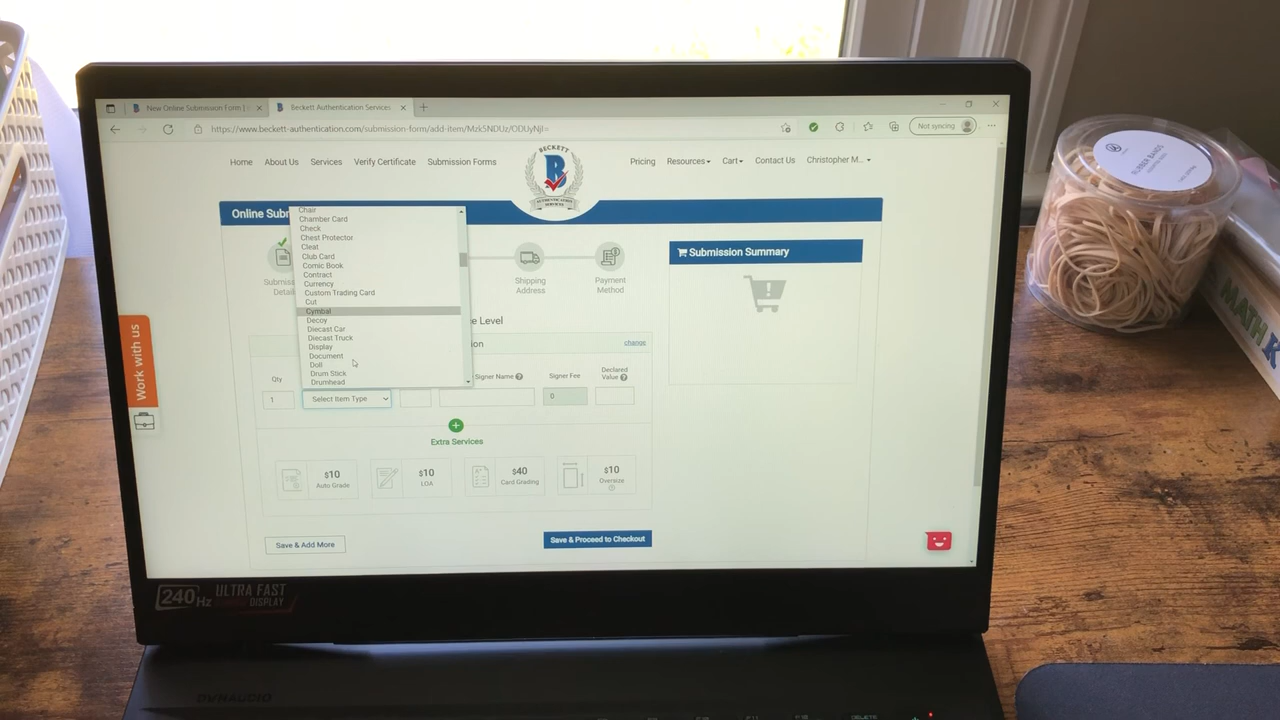 New Online Submission Form |
Beckett Authentication Services
https://www.beckett-authentication.com/submission-form/add-item/Mzk5NDUz/ODUyNjI=
Not syncing
Home About Us Services Verify Certificate Submission Forms
BECKETT
B
AUTHENTICATION
SERVICES
Pricing Resources Cart Contact Us Christopher M...
Online Subm
Submission Summary
Chair
Chamber Card
Check
Chest Protector
Cleat
Club Card
Comic Book
Contract
Currency
Custom Trading Card
Cut
Cymbal
Decoy
Diecast Car
Diecast Truck
Display
Document
Doll
Drum Stick
Drumhead
Shipping
Address
Payment
Method
e Level
ion
change
Qty
Signer Name
Signer Fee
Declared
Value
1
Select Item Type
0
Extra Services
$10
Auto Grade
$10
LOA
$40
Card Grading
$10
Oversize
Save & Add More
Save & Proceed to Checkout
Work with us
240Hz
ULTRA FAST
DISPLAY
DYNAUDIO
DELETE
RUBBER BANDS
MATH K